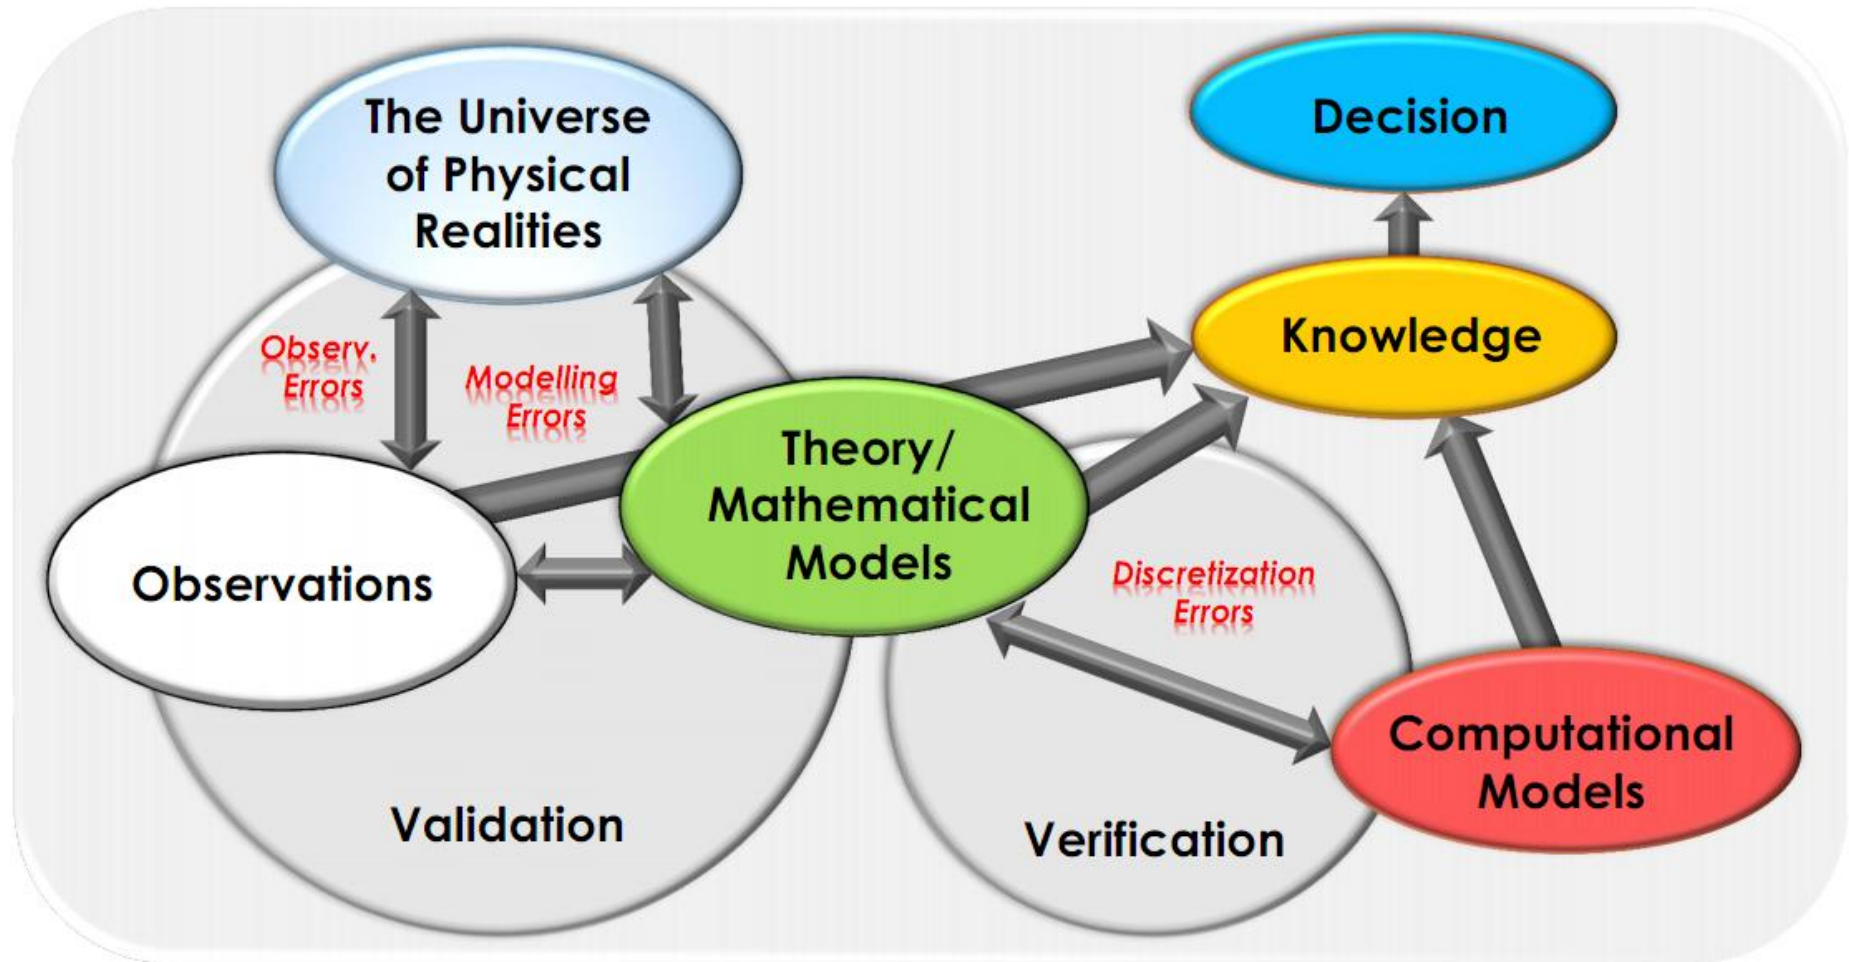 The Universe
of Physical
Realities
Decision
Knowledge
Observ.
Errors
Modelling
Errors
Theory/
Mathematical
Models
Observations
Discretization
Errors
Computational
Models
Validation
Verification